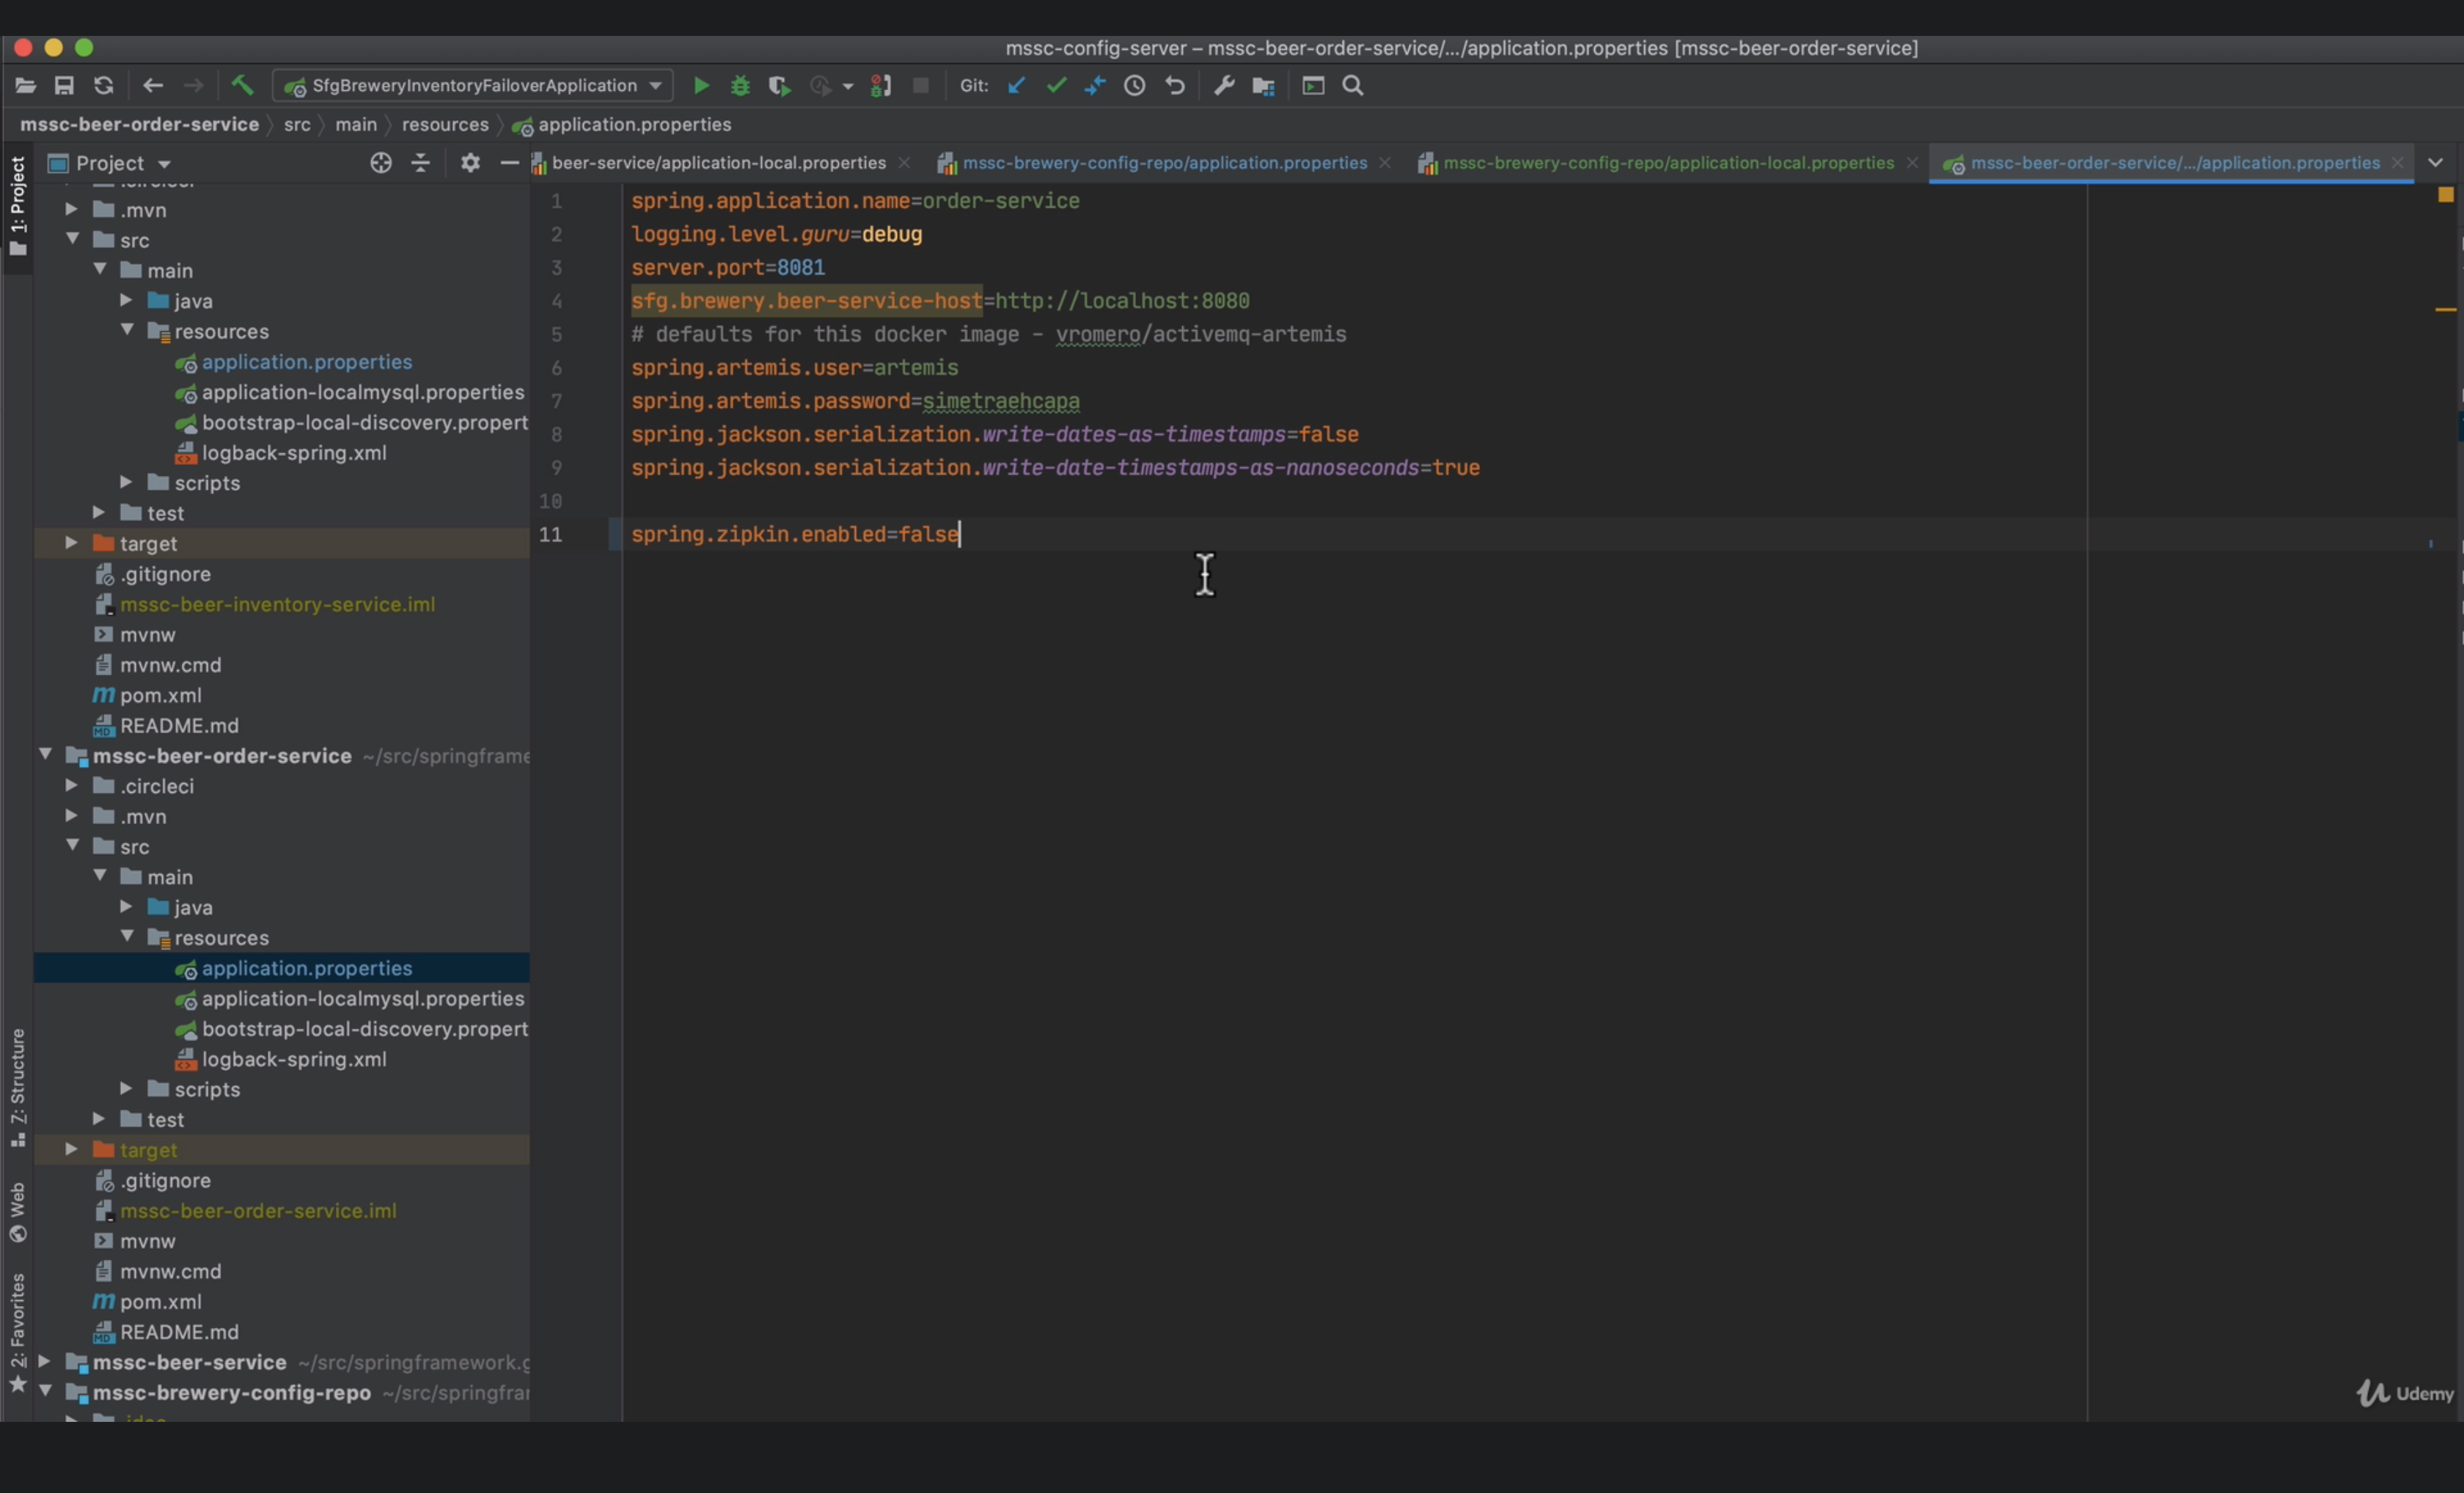 mssc-config-server – mssc-beer-order-service/.../application.properties [mssc-beer-order-service]
SfgBreweryInventoryFailoverApplication
Git:
mssc-beer-order-service src main resources application.properties
1: Project
Project
beer-service/application-local.properties
mssc-brewery-config-repo/application.properties
mssc-brewery-config-repo/application-local.properties
mssc-beer-order-service/.../application.properties
.mvn
src
main
java
resources
application.properties
application-localmysql.properties
bootstrap-local-discovery.propert
logback-spring.xml
scripts
test
target
.gitignore
mssc-beer-inventory-service.iml
mvnw
mvnw.cmd
pom.xml
README.md
mssc-beer-order-service ~/src/springframe
.circleci
.mvn
src
main
java
resources
application.properties
application-localmysql.properties
bootstrap-local-discovery.propert
logback-spring.xml
scripts
test
target
.gitignore
mssc-beer-order-service.iml
mvnw
mvnw.cmd
pom.xml
README.md
mssc-beer-service ~/src/springframework.g
mssc-brewery-config-repo ~/src/springfra
7: Structure
Web
2: Favorites
1 spring.application.name=order-service
2 logging.level.guru=debug
3 server.port=8081
4 sfg.brewery.beer-service-host=http://localhost:8080
5 # defaults for this docker image - vromero/activemq-artemis
6 spring.artemis.user=artemis
7 spring.artemis.password=simetraehcapa
8 spring.jackson.serialization.write-dates-as-timestamps=false
9 spring.jackson.serialization.write-date-timestamps-as-nanoseconds=true
10
11 spring.zipkin.enabled=false
Udemy